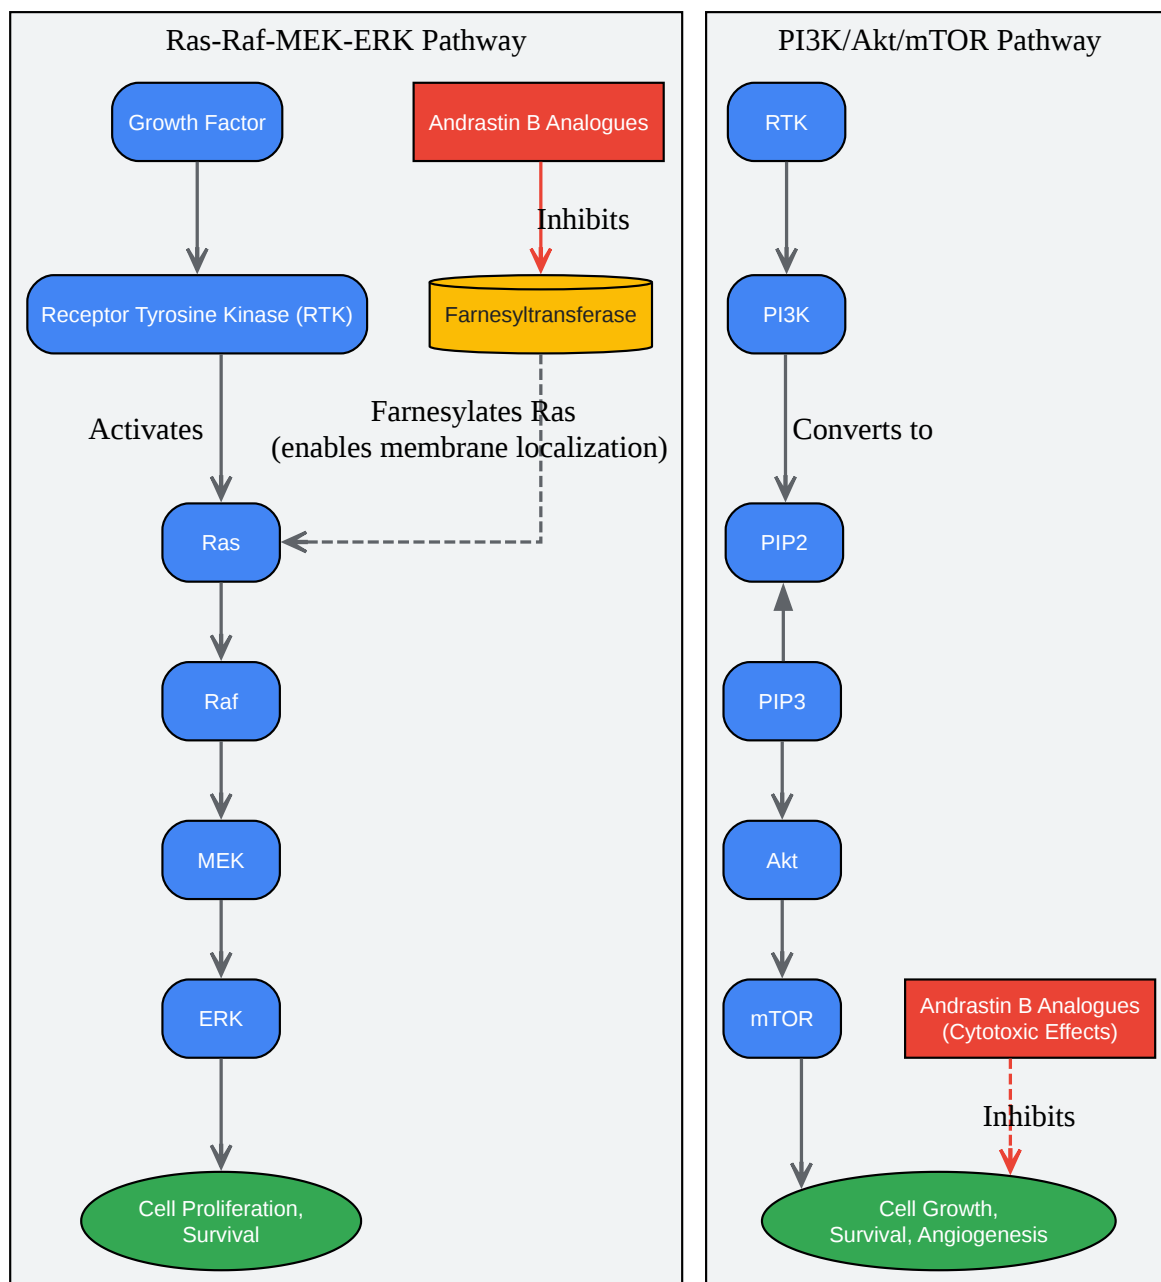 Ras-Raf-MEK-ERK Pathway
Growth Factor
Andrastin B Analogues
Inhibits
Receptor Tyrosine Kinase (RTK)
Farnesyltransferase
Activates
Farnesylates Ras
(enables membrane localization)
Ras
Raf
MEK
ERK
Cell Proliferation,
Survival
PI3K/Akt/mTOR Pathway
RTK
PI3K
Converts to
PIP2
PIP3
Akt
mTOR
Andrastin B Analogues
(Cytotoxic Effects)
Inhibits
Cell Growth,
Survival, Angiogenesis